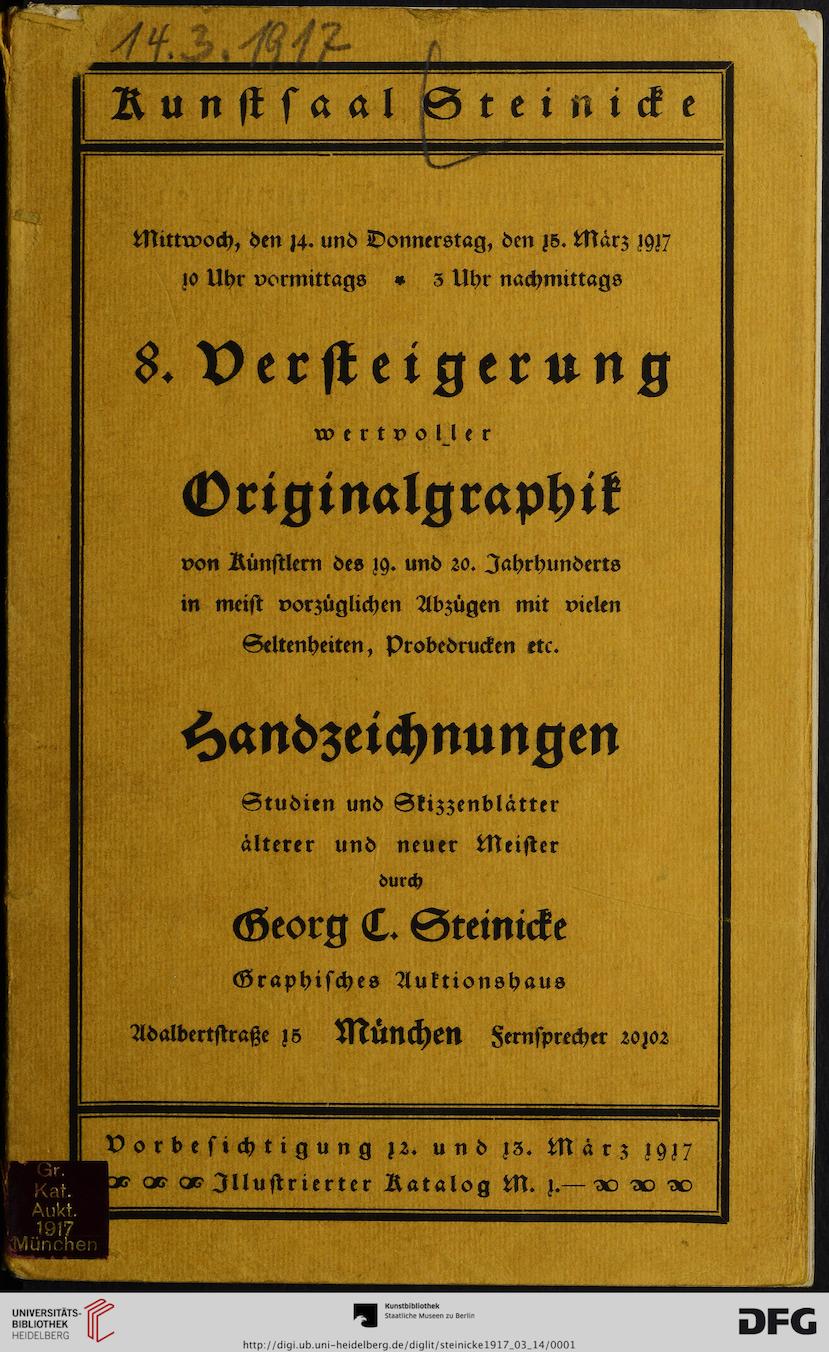 14.3.1917
Kunstsaal Steinicke
Mittwoch, den 14. und Donnerstag, den 15. März 1917
10 Uhr vormittags * 3 Uhr nachmittags
8. Versteigerung
wertvoller
Originalgraphik
von Künstlern des 19. und 20. Jahrhunderts
in meist vorzüglichen Abzügen mit vielen
Seltenheiten, Probedrucken etc.
Handzeichnungen
Studien und Skizzenblätter
älterer und neuer Meister
durch
Georg C. Steinicke
Graphisches Auktionshaus
Adalbertstraße 15 München Fernsprecher 20102
Vorbesichtigung 12. und 13. März 1917
Illustrierter Katalog M. 1.—
Gr.
Kat.
Aukt.
1917
München
UNIVERSITÄTS-
BIBLIOTHEK
HEIDELBERG
Kunstbibliothek
Staatliche Museen zu Berlin
DFG
http://digi.ub.uni-heidelberg.de/diglit/steinicke1917_03_14/0001